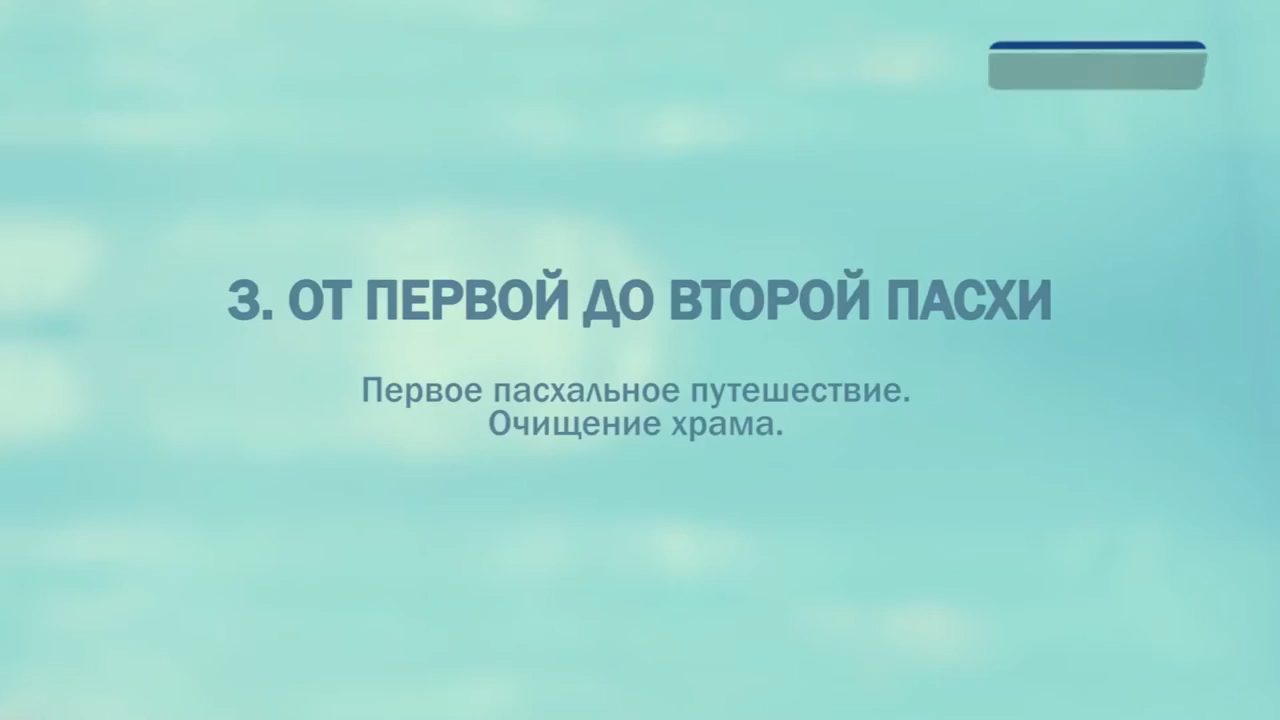 3. ОТ ПЕРВОЙ ДО ВТОРОЙ ПАСХИ
Первое пасхальное путешествие.
Очищение храма.